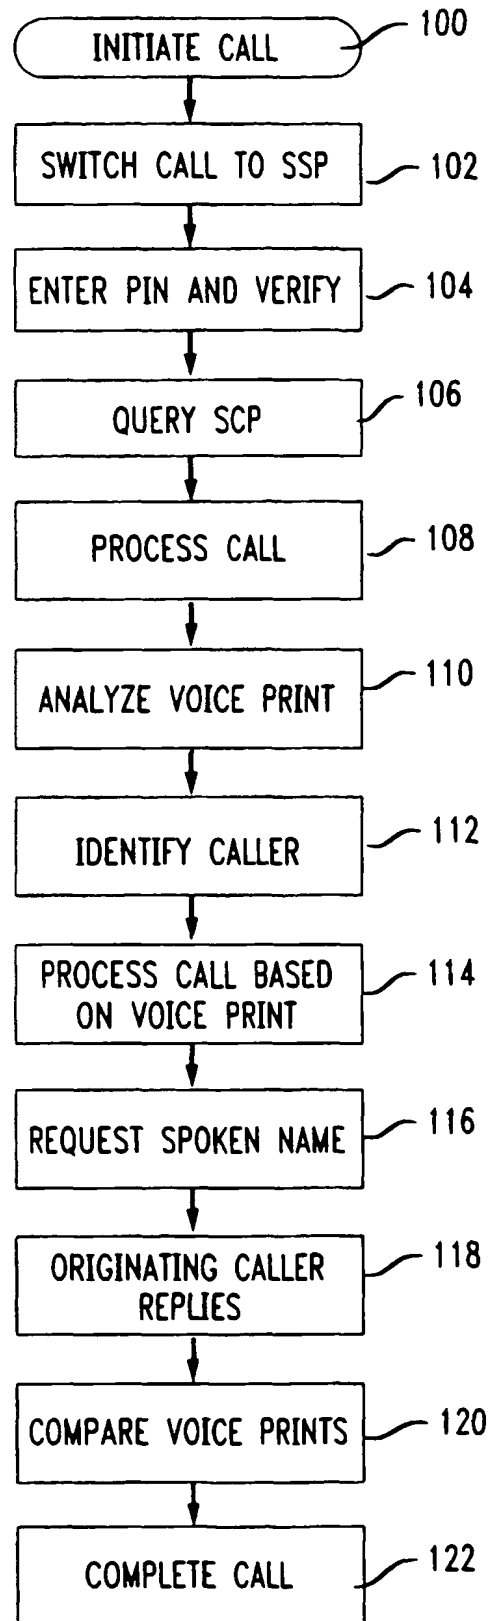 INITIATE CALL
100
SWITCH CALL TO SSP
102
ENTER PIN AND VERIFY
104
QUERY SCP
106
PROCESS CALL
108
ANALYZE VOICE PRINT
110
IDENTIFY CALLER
112
PROCESS CALL BASED
ON VOICE PRINT
114
REQUEST SPOKEN NAME
116
ORIGINATING CALLER
REPLIES
118
COMPARE VOICE PRINTS
120
COMPLETE CALL
122